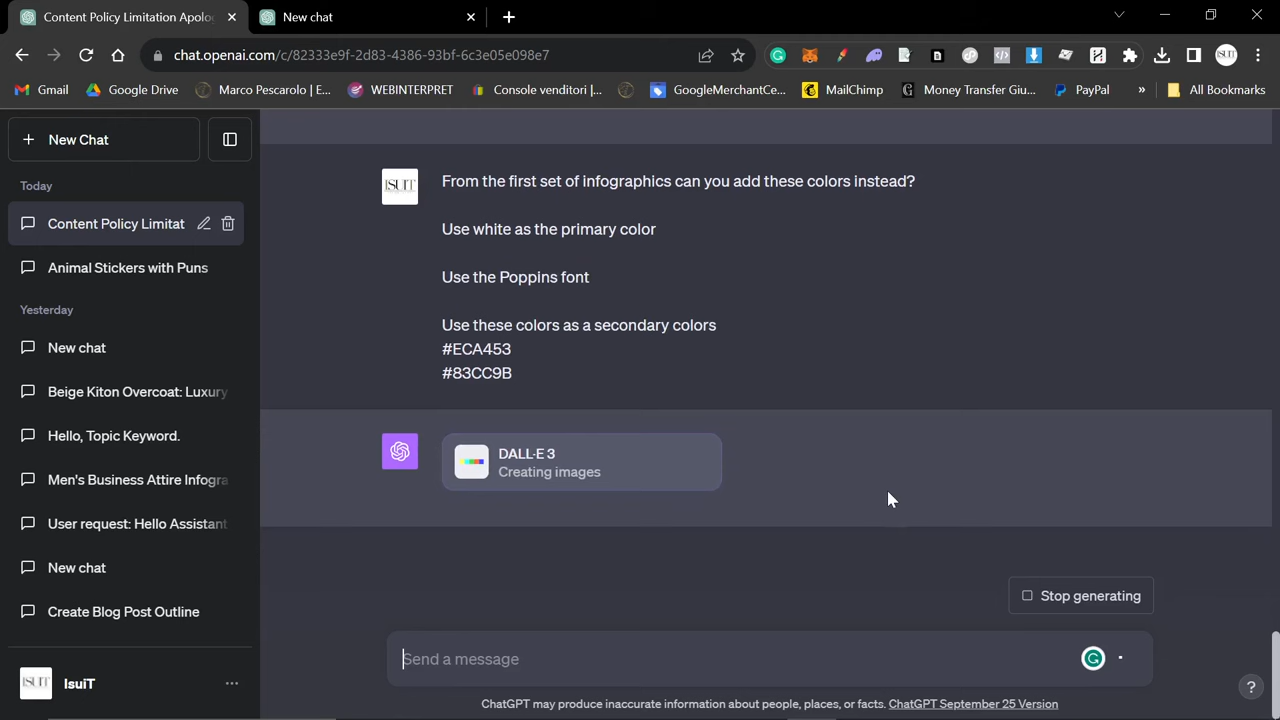 Content Policy Limitation Apolog
New chat
chat.openai.com/c/82333e9f-2d83-4386-93bf-6c3e05e098e7
Gmail
Google Drive
Marco Pescarolo | E...
WEBINTERPRET
Console venditori |...
GoogleMerchantCe...
MailChimp
Money Transfer Giu...
PayPal
»
All Bookmarks
New Chat
Today
Content Policy Limitat
Animal Stickers with Puns
Yesterday
New chat
Beige Kiton Overcoat: Luxury
Hello, Topic Keyword.
Men's Business Attire Infogra
User request: Hello Assistant
New chat
Create Blog Post Outline
ISUIT
IsuiT
...
ISUIT
From the first set of infographics can you add these colors instead?
Use white as the primary color
Use the Poppins font
Use these colors as a secondary colors
#ECA453
#83CC9B
DALL·E 3
Creating images
Stop generating
Send a message
ChatGPT may produce inaccurate information about people, places, or facts. ChatGPT September 25 Version
?